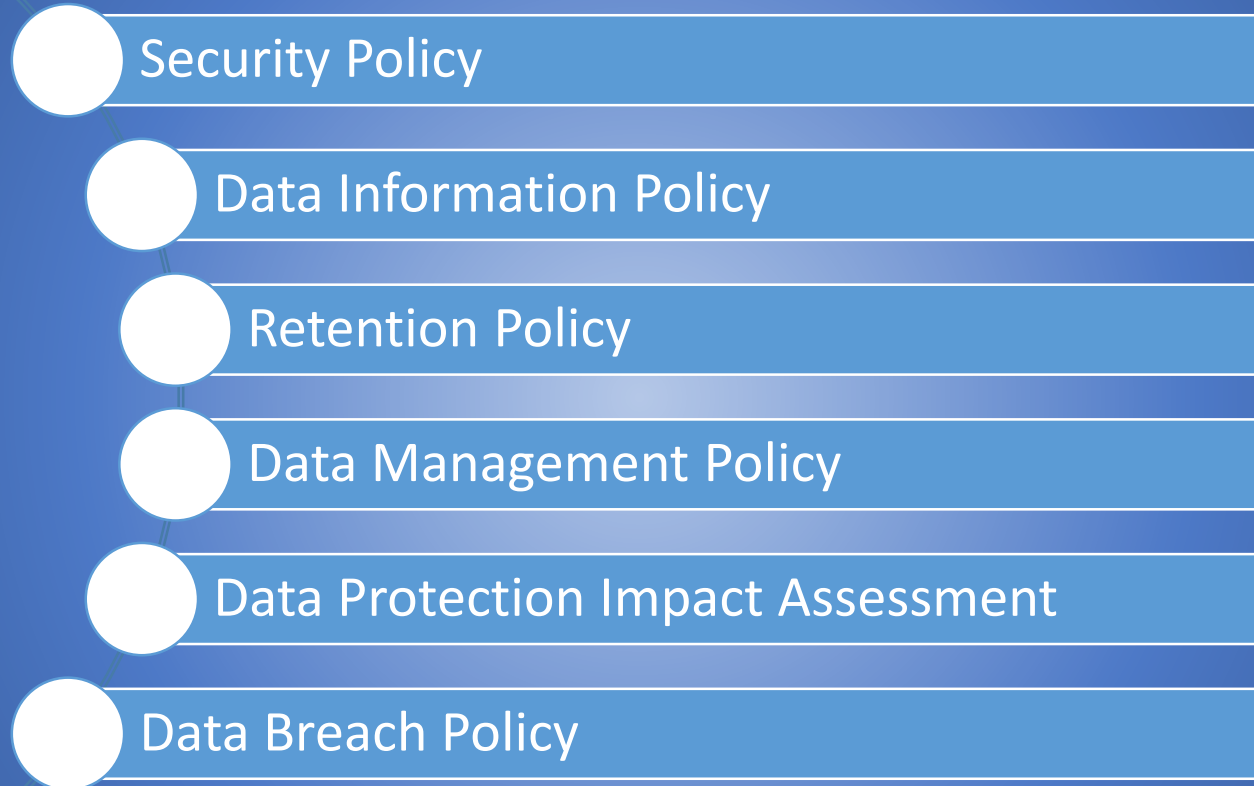 Security Policy
Data Information Policy
Retention Policy
Data Management Policy
Data Protection Impact Assessment
Data Breach Policy